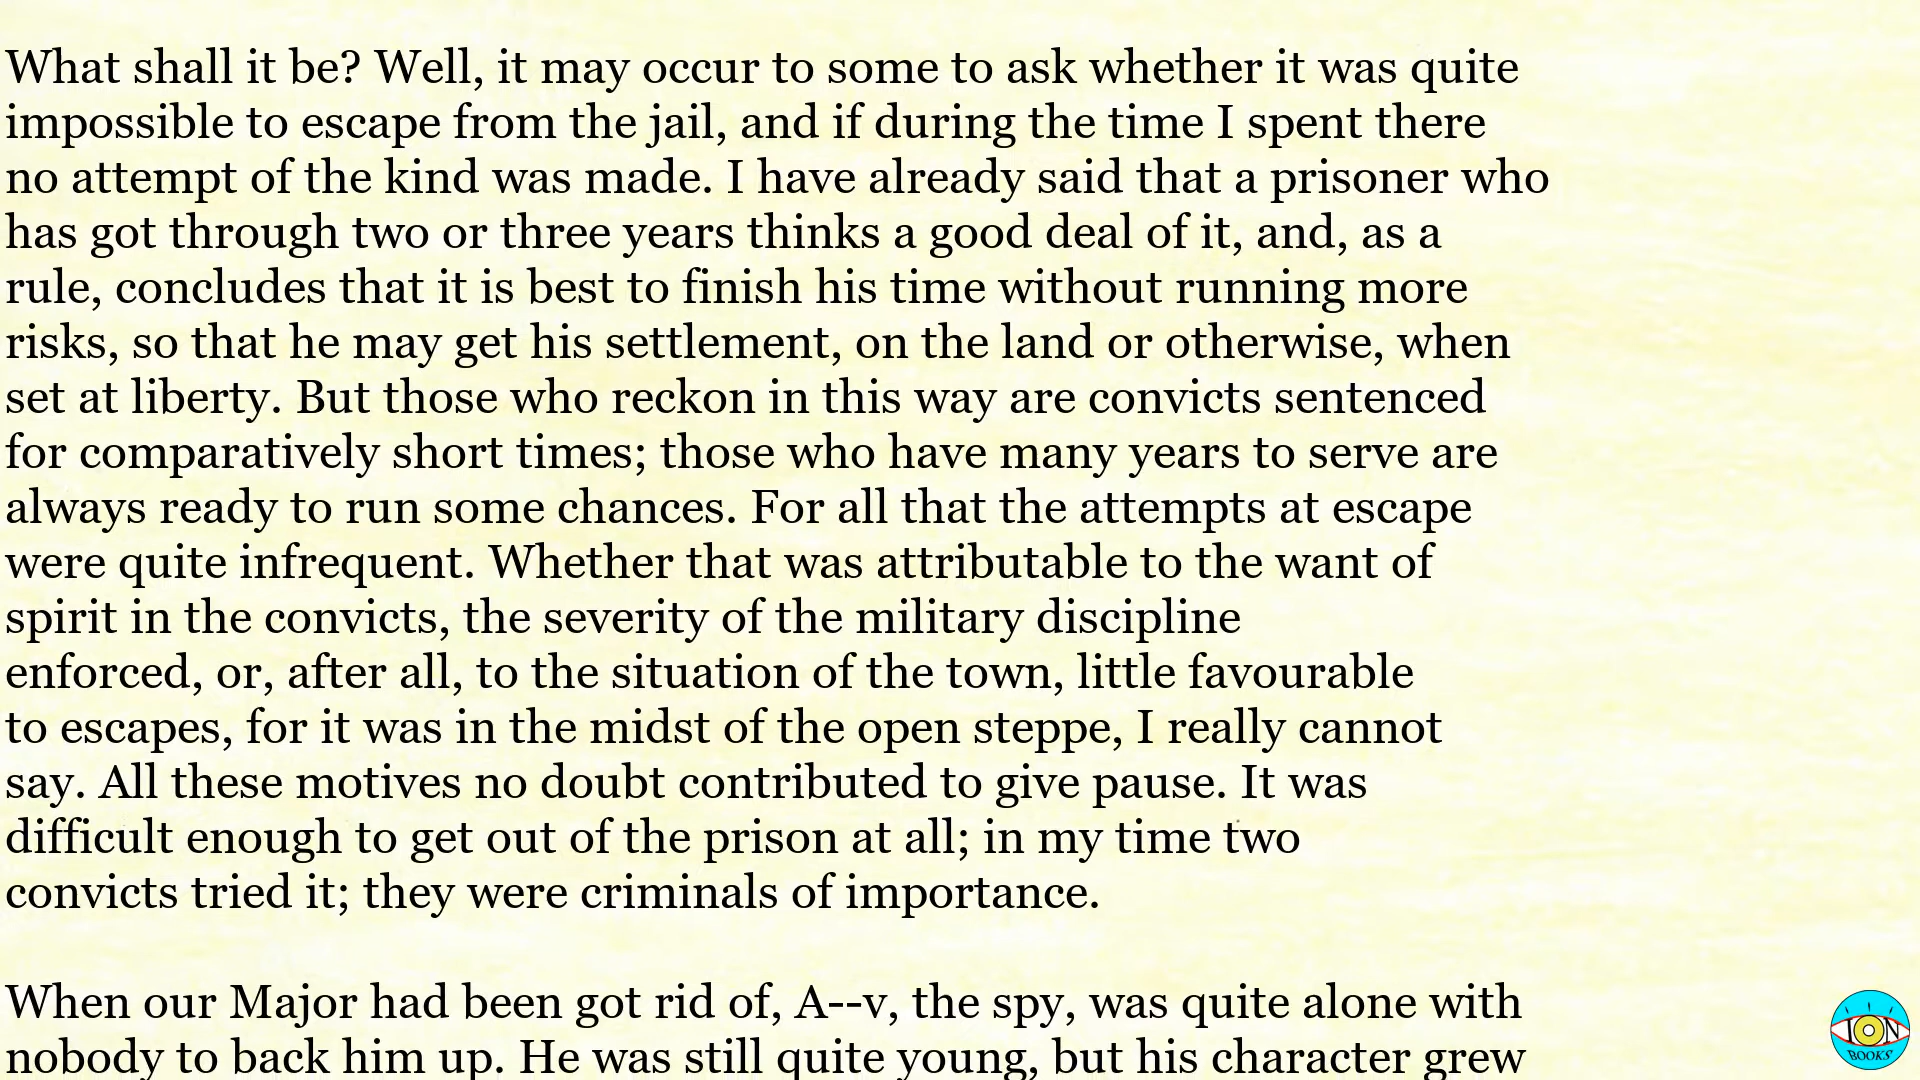 What shall it be? Well, it may occur to some to ask whether it was quite
impossible to escape from the jail, and if during the time I spent there
no attempt of the kind was made. I have already said that a prisoner who
has got through two or three years thinks a good deal of it, and, as a
rule, concludes that it is best to finish his time without running more
risks, so that he may get his settlement, on the land or otherwise, when
set at liberty. But those who reckon in this way are convicts sentenced
for comparatively short times; those who have many years to serve are
always ready to run some chances. For all that the attempts at escape
were quite infrequent. Whether that was attributable to the want of
spirit in the convicts, the severity of the military discipline
enforced, or, after all, to the situation of the town, little favourable
to escapes, for it was in the midst of the open steppe, I really cannot
say. All these motives no doubt contributed to give pause. It was
difficult enough to get out of the prison at all; in my time two
convicts tried it; they were criminals of importance.
When our Major had been got rid of, A--v, the spy, was quite alone with
nobody to back him up. He was still quite young, but his character grew
ION
BOOKS